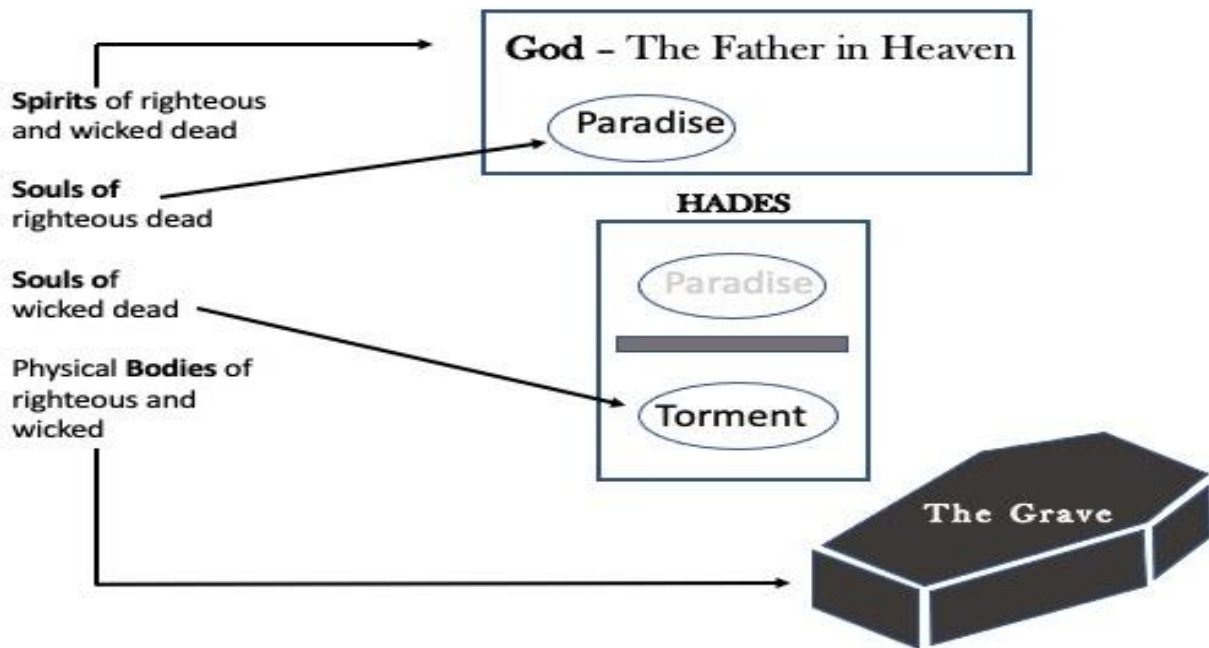 God – The Father in Heaven
Paradise
Spirits of righteous
and wicked dead
Souls of
righteous dead
Souls of
wicked dead
Physical Bodies of
righteous and
wicked
HADES
Paradise
Torment
The Grave